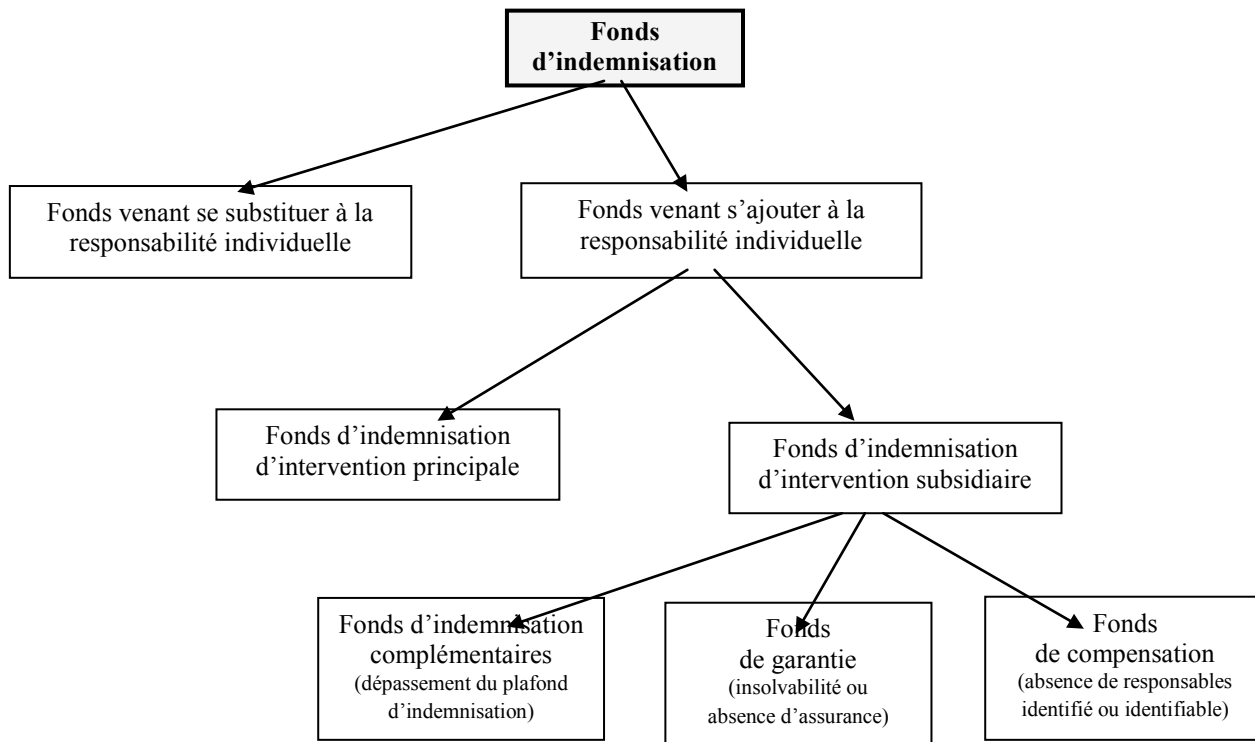 Fonds
d’indemnisation
Fonds venant se substituer à la
responsabilité individuelle
Fonds venant s’ajouter à la
responsabilité individuelle
Fonds d’indemnisation
d’intervention principale
Fonds d’indemnisation
d’intervention subsidiaire
Fonds d’indemnisation
complémentaires
(dépassement du plafond
d’indemnisation)
Fonds
de garantie
(insolvabilité ou
absence d’assurance)
Fonds
de compensation
(absence de responsables
identifié ou identifiable)